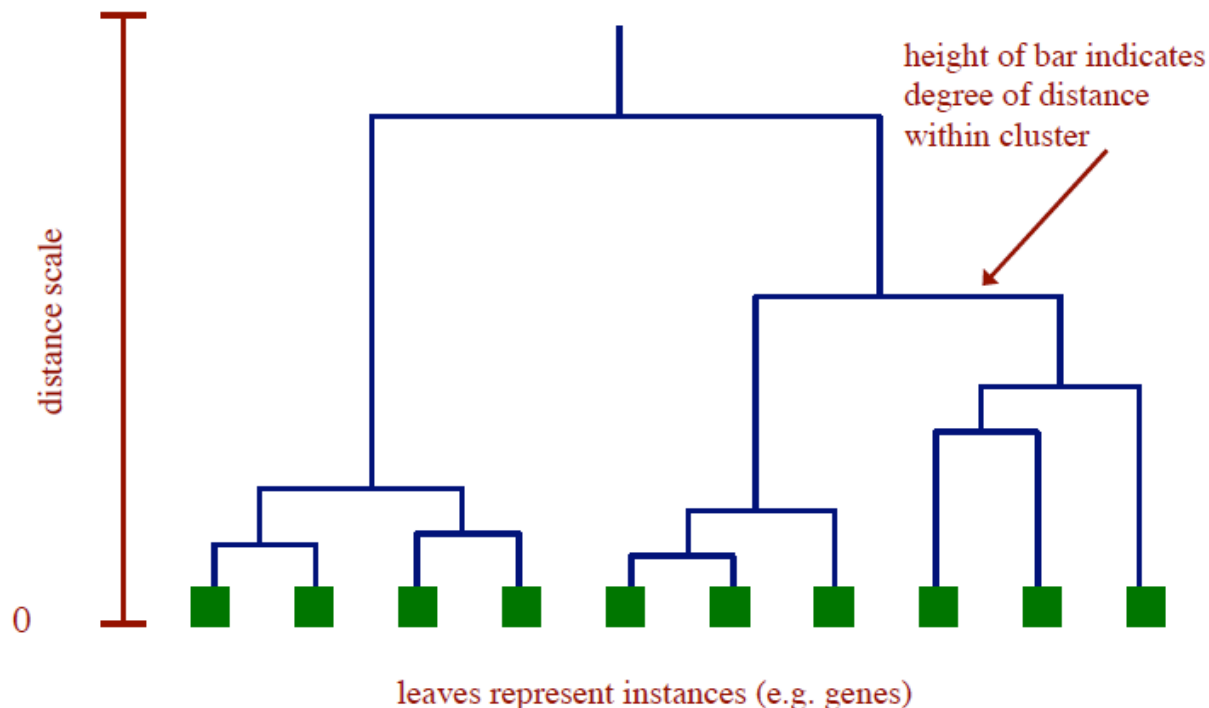 height of bar indicates
degree of distance
within cluster
distance scale
0
leaves represent instances (e.g. genes)